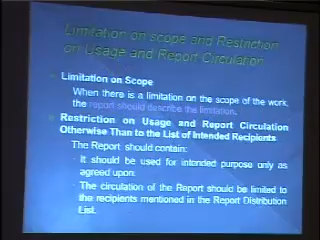 Limitation on scope and Restriction
on Usage and Report Circulation
Limitation on Scope
When there is a limitation on the scope of the work,
the report should describe the limitation.
Restriction on Usage and Report Circulation
Otherwise Than to the List of Intended Recipients
The Report should contain:
It should be used for intended purpose only as
agreed upon.
The circulation of the Report should be limited to
the recipients mentioned in the Report Distribution
List.